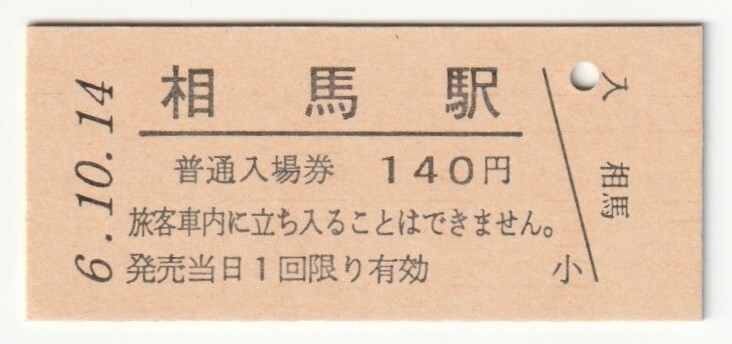 相馬駅
普通入場券 140円
旅客車内に立ち入ることはできません。
発売当日1回限り有効
小
6.10.14
入 相馬